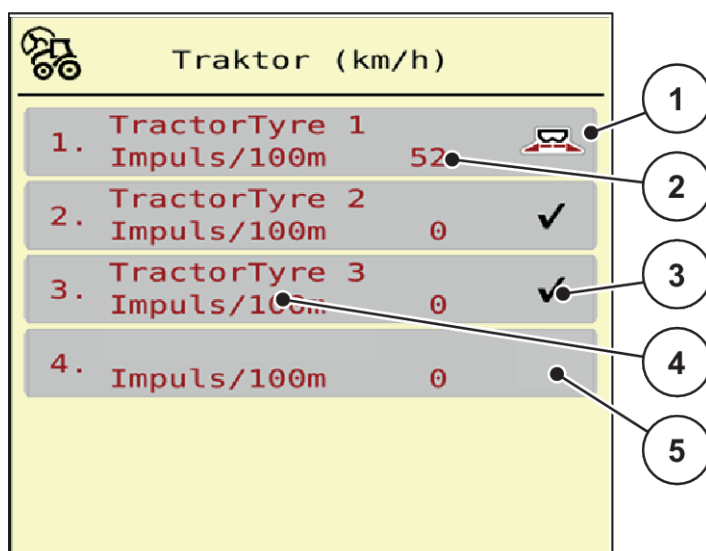 Traktor (km/h)
1. TractorTyre 1
Impuls/100m 52
2. TractorTyre 2
Impuls/100m 0
3. TractorTyre 3
Impuls/100m 0
4.
Impuls/100m 0
1
2
3
4
5